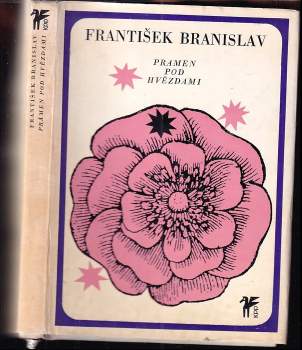 FRANTIŠEK BRANISLAV
PRAMEN
POD
HVĚZDAMI
FRANTIŠEK BRANISLAV
PRAMEN POD HVĚZDAMI